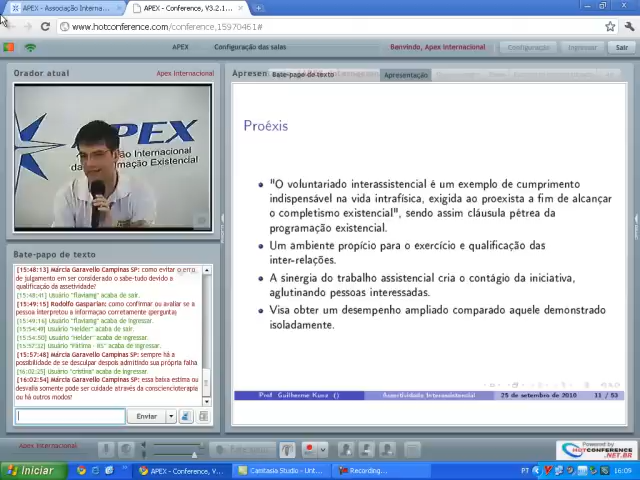 APEX - Associação Interna...
APEX - Conference, V3.2.1...
www.hotconference.com/conference,15970461#
APEX
Configuração das salas
Benvindo, Apex Internacional
Configuração
Ingressar
Sair
Orador atual
Apex Internacional
APEX
Bate-papo de texto
Apresentação
Proéxis
"O voluntariado interassistencial é um exemplo de cumprimento
indispensável na vida intrafísica, exigida ao proexista a fim de alcançar
o completismo existencial", sendo assim cláusula pétrea da
programação existencial.
Um ambiente propício para o exercício e qualificação das
inter-relações.
A sinergia do trabalho assistencial cria o contágio da iniciativa,
aglutinando pessoas interessadas.
Visa obter um desempenho ampliado comparado aquele demonstrado
isoladamente.
Prof. Guilherme Kunz ()
Assertividade Interassistencial
25 de setembro de 2010
11 / 53
Bate-papo de texto
[15:48:13] Márcia Garavello Campinas SP: como evitar o erro,
de julgamento em ser considerado o sabe-tudo devido a
qualificação da assertividade?
[15:48:41] Usuário "flaviamg" acaba de sair.
[15:49:15] Rodolfo Gasparian: como confirmar ou avaliar se a
pessoa interpretou a informação corretamente (pergunta)
[15:49:16] Usuário "flaviamg" acaba de ingressar.
[15:54:49] Usuário "Helder" acaba de sair.
[15:54:50] Usuário "Helder" acaba de ingressar.
[15:57:32] Usuário "Fátima - RS" acaba de ingressar.
[15:57:48] Márcia Garavello Campinas SP: sempre há a
possibilidade de se desculpar depois admitindo sua própria falha
[16:02:25] Usuário "cristina" acaba de ingressar.
[16:02:54] Márcia Garavello Campinas SP: essa baixa estima ou
desvalia somente pode ser cuidade através da conscencioterapia
ou há outros modos?
Enviar
Apex Internacional
Powered by
HOTCONFERENCE
.NET.BR
Iniciar
APEX - Conference, V...
Camtasia Studio - Unt...
Recording...
PT
16:09